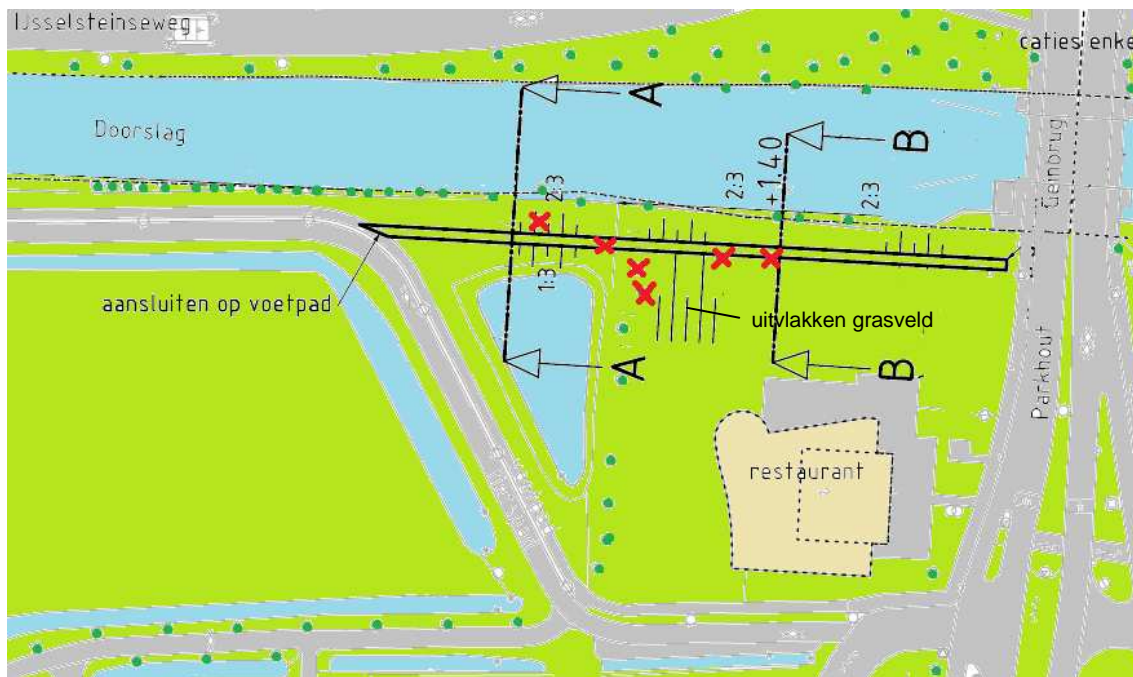 IJsselsteinseweg
caties enke
Doorslag
A
B
Geinbrug
2:3
2:3
+1.40
2:3
1:3
aansluiten op voetpad
uitvlakken grasveld
A
B
Parkhout
restaurant